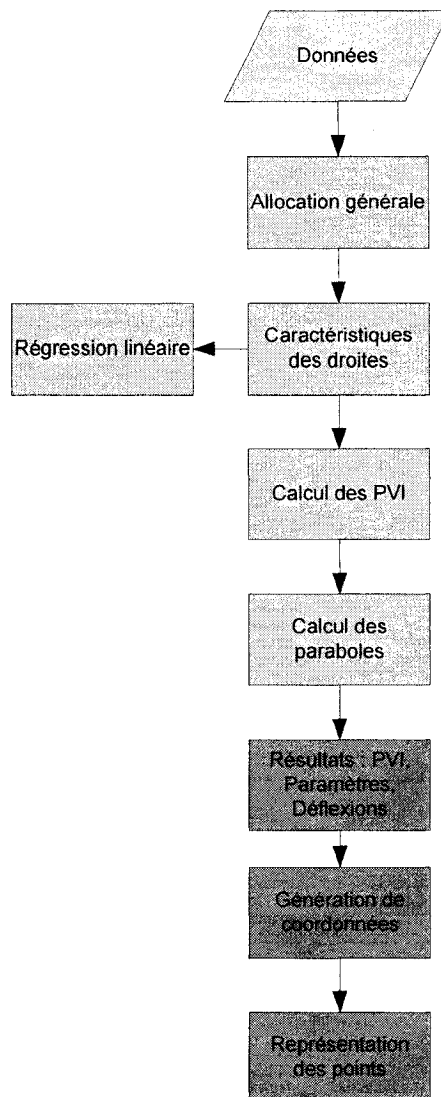 Données
Allocation générale
Régression linéaire
Caractéristiques
des droites
Calcul des PVI
Calcul des
paraboles
Résultats : PVI,
Paramètres,
Déflexions
Génération de
coordonnées
Représentation
des points